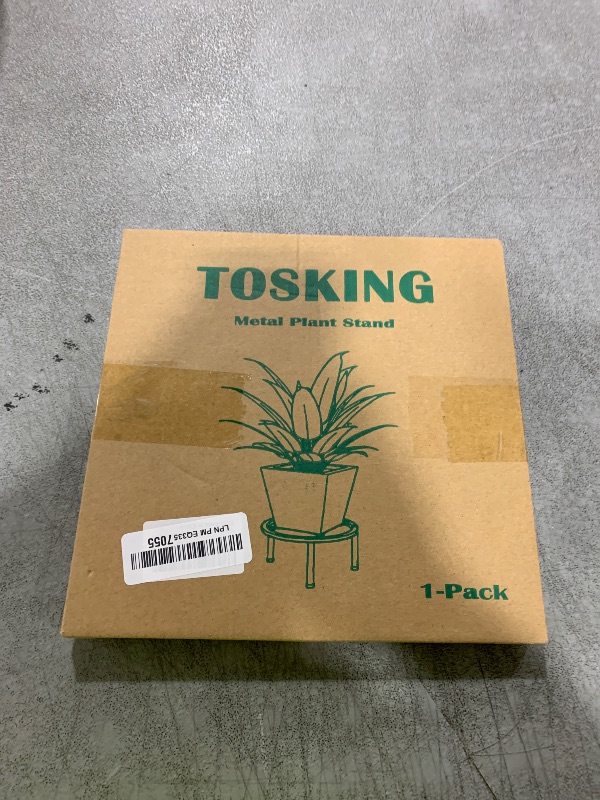 TOSKING
Metal Plant Stand
LPN PM EQ3357055
1-Pack